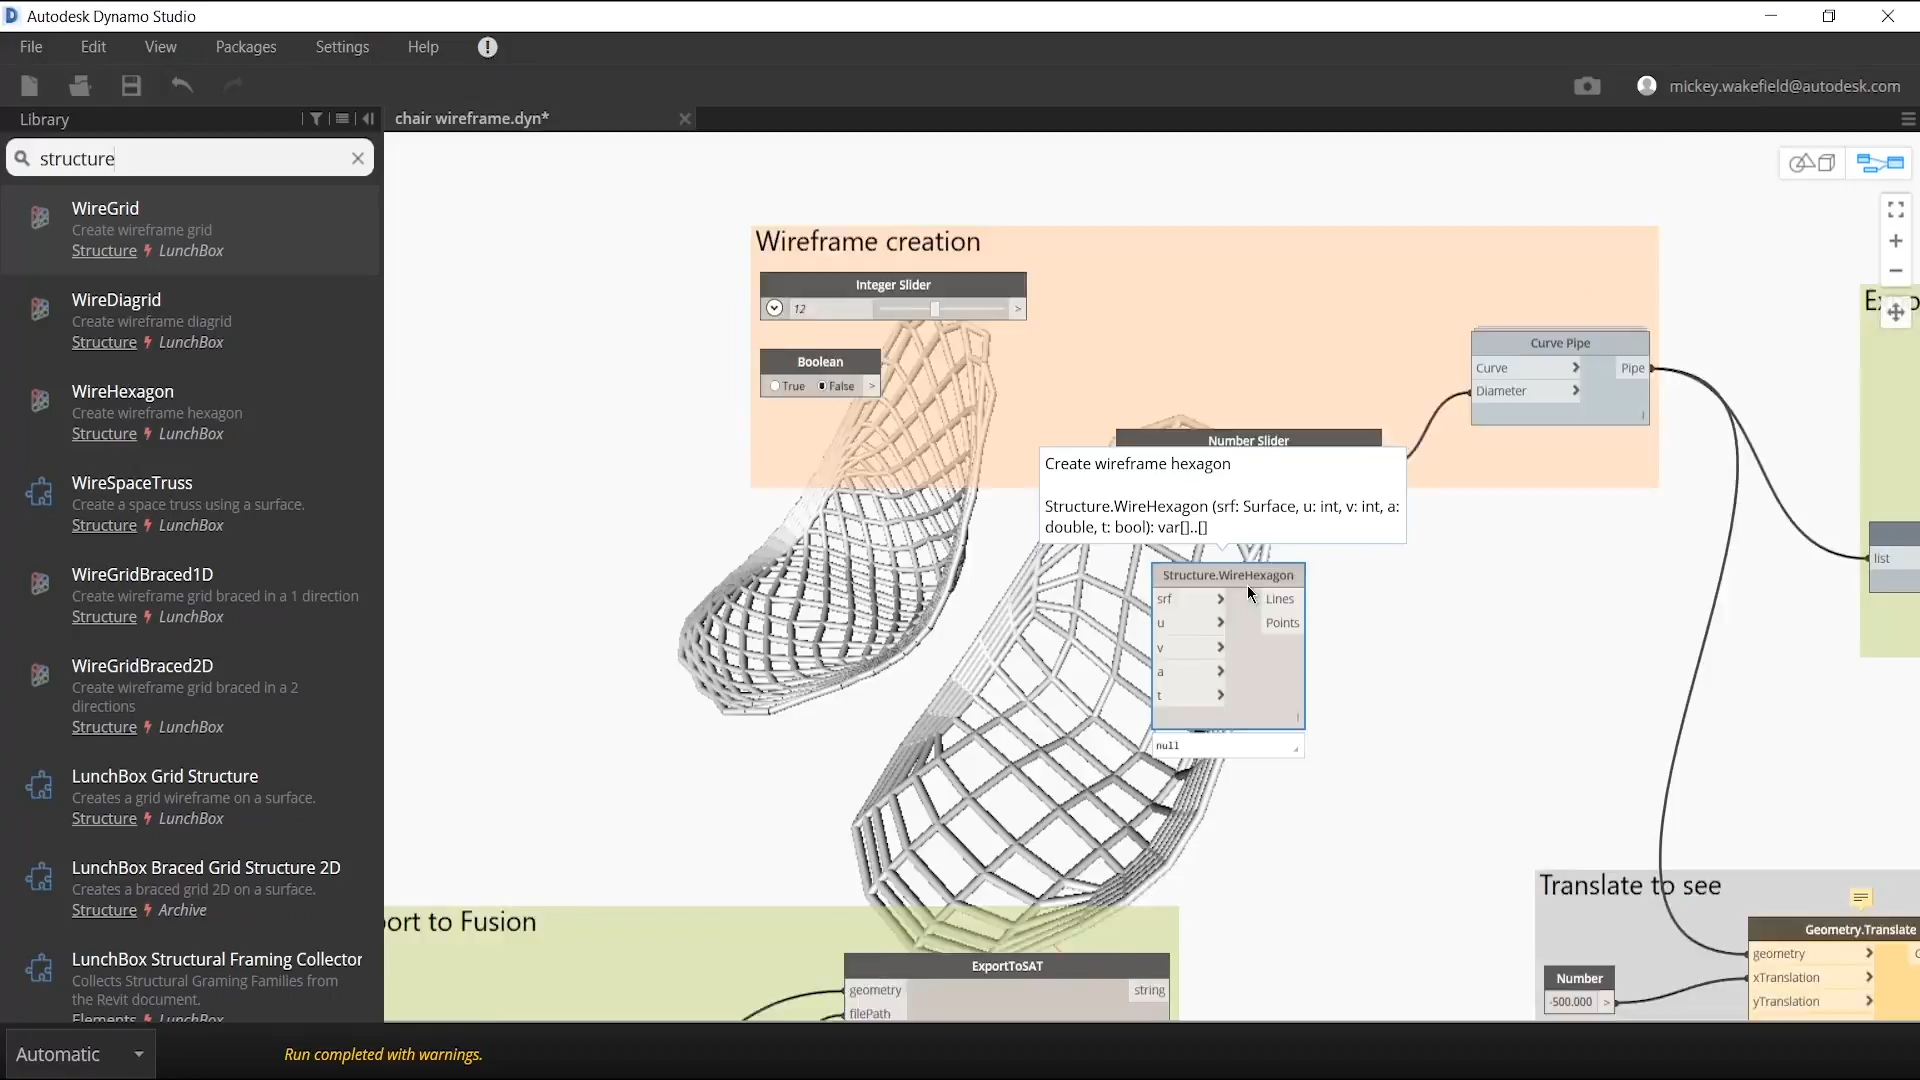 Autodesk Dynamo Studio
File Edit View Packages Settings Help
mickey.wakefield@autodesk.com
Library
chair wireframe.dyn*
structure
WireGrid
Create wireframe grid
Structure LunchBox
WireDiagrid
Create wireframe diagrid
Structure LunchBox
WireHexagon
Create wireframe hexagon
Structure LunchBox
WireSpaceTruss
Create a space truss using a surface.
Structure LunchBox
WireGridBraced1D
Create wireframe grid braced in a 1 direction
Structure LunchBox
WireGridBraced2D
Create wireframe grid braced in a 2
directions
Structure LunchBox
LunchBox Grid Structure
Creates a grid wireframe on a surface.
Structure LunchBox
LunchBox Braced Grid Structure 2D
Creates a braced grid 2D on a surface.
Structure Archive
LunchBox Structural Framing Collector
Collects Structural Graming Families from
the Revit document.
Elements LunchBox
Wireframe creation
Integer Slider
12 >
Boolean
True False >
Curve Pipe
Curve > Pipe
Diameter >
Number Slider
Create wireframe hexagon
Structure.WireHexagon (srf: Surface, u: int, v: int, a:
double, t: bool): var[]..[]
Structure.WireHexagon
srf > Lines
u > Points
v >
a >
t >
null
list
ort to Fusion
ExportToSAT
geometry string
filePath
Translate to see
Geometry.Translate
geometry >
Number
xTranslation >
-500.000 >
yTranslation >
Automatic
Run completed with warnings.